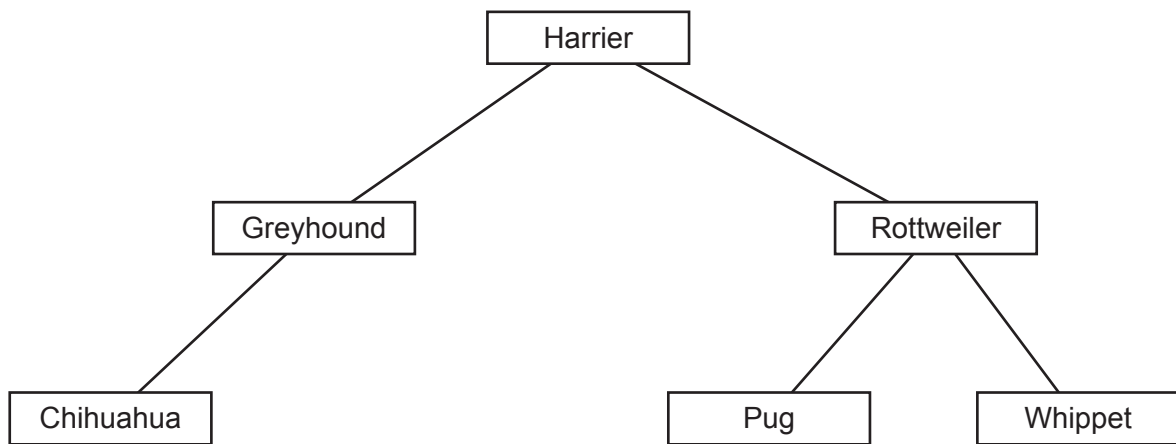 Harrier
Greyhound
Rottweiler
Chihuahua
Pug
Whippet